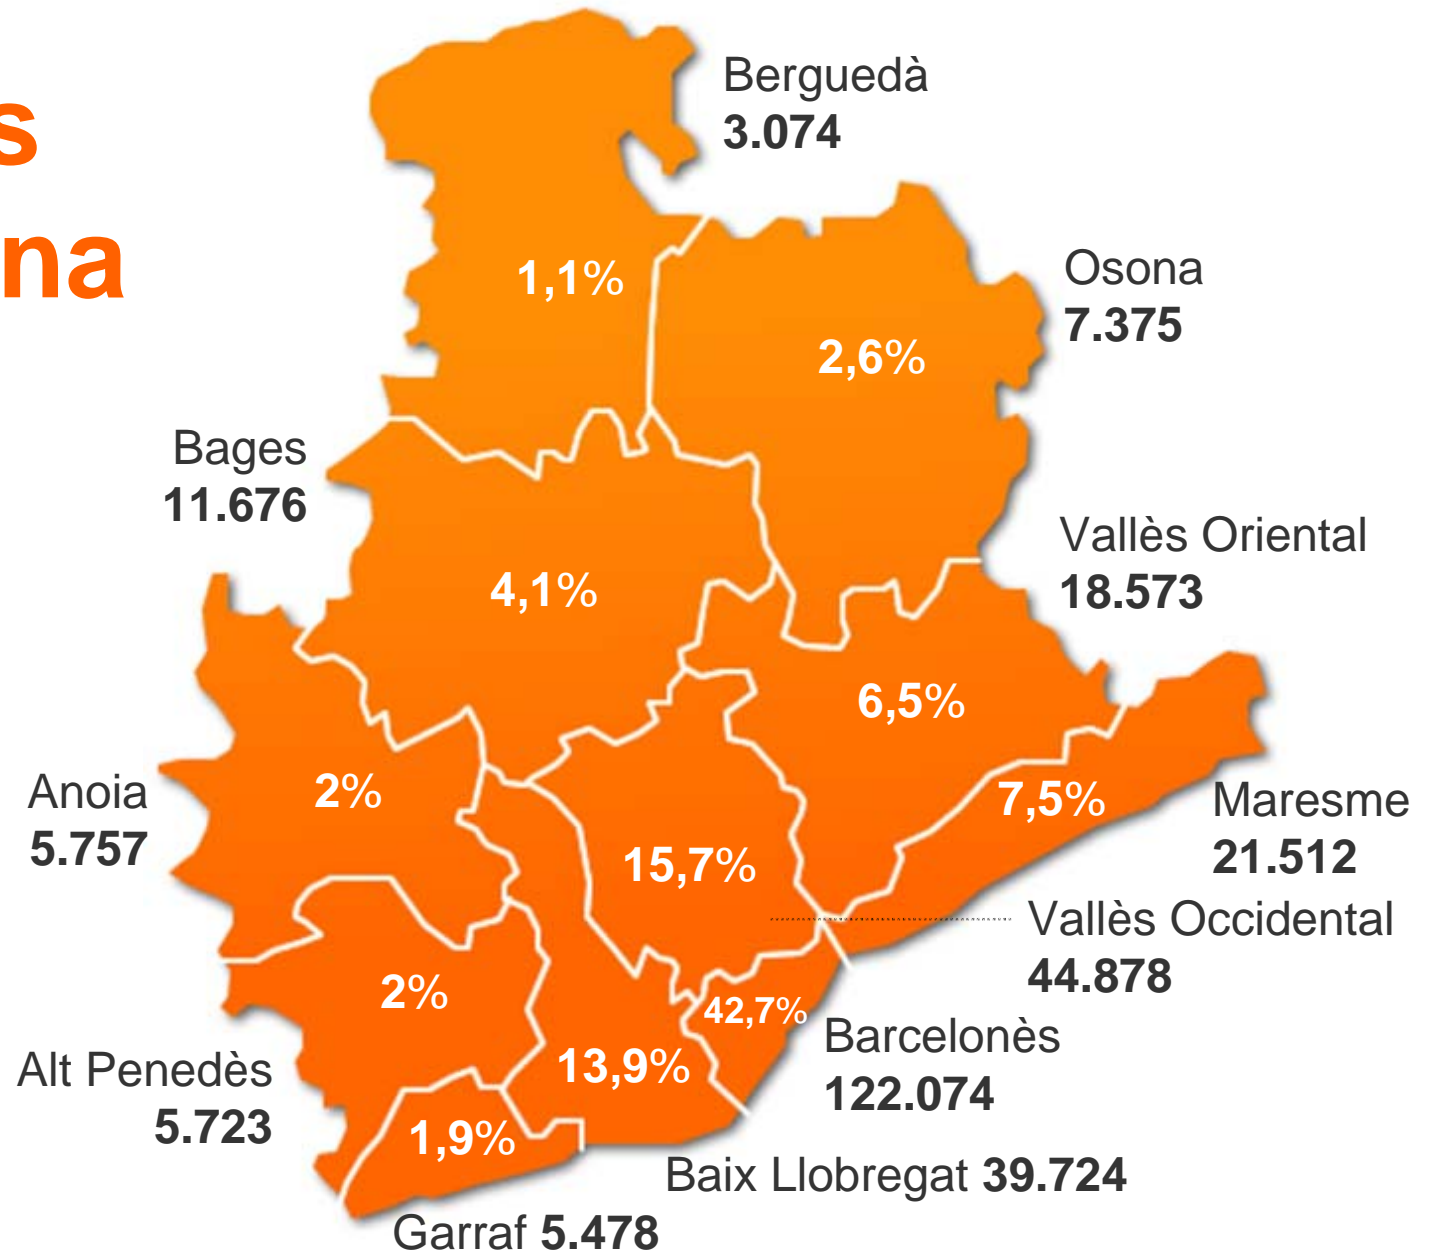 s
na
Berguedà
3.074
1,1%
Osona
7.375
2,6%
Bages
11.676
4,1%
Vallès Oriental
18.573
6,5%
Anoia
5.757
2%
7,5%
Maresme
21.512
15,7%
Vallès Occidental
44.878
2%
42,7%
Barcelonès
122.074
Alt Penedès
5.723
13,9%
1,9%
Baix Llobregat 39.724
Garraf 5.478